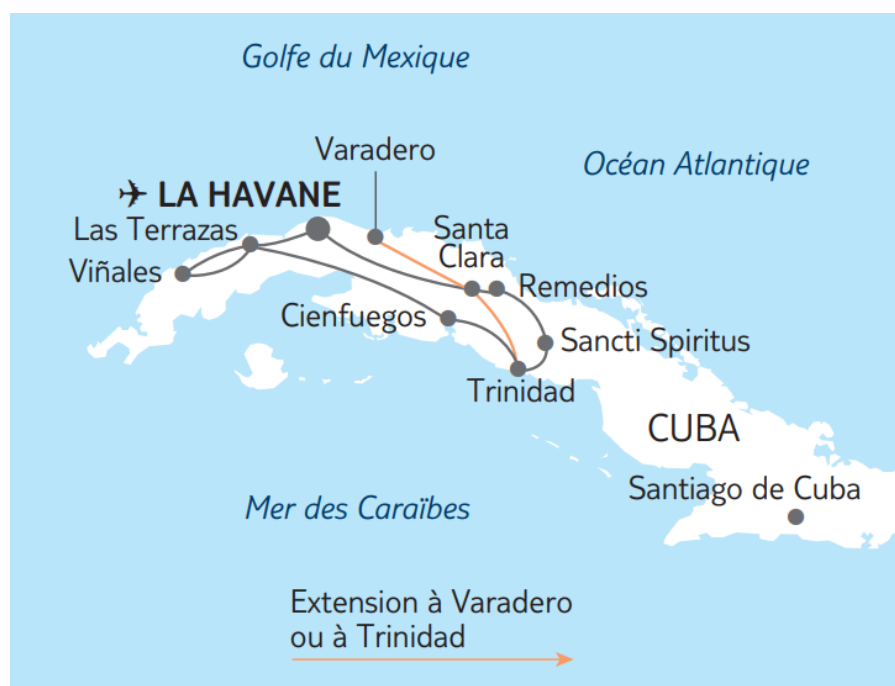 Golfe du Mexique
Varadero
Océan Atlantique
LA HAVANE
Las Terrazas
Santa
Clara
Viñales
Remedios
Cienfuegos
Sancti Spiritus
Trinidad
CUBA
Santiago de Cuba
Mer des Caraïbes
Extension à Varadero
ou à Trinidad